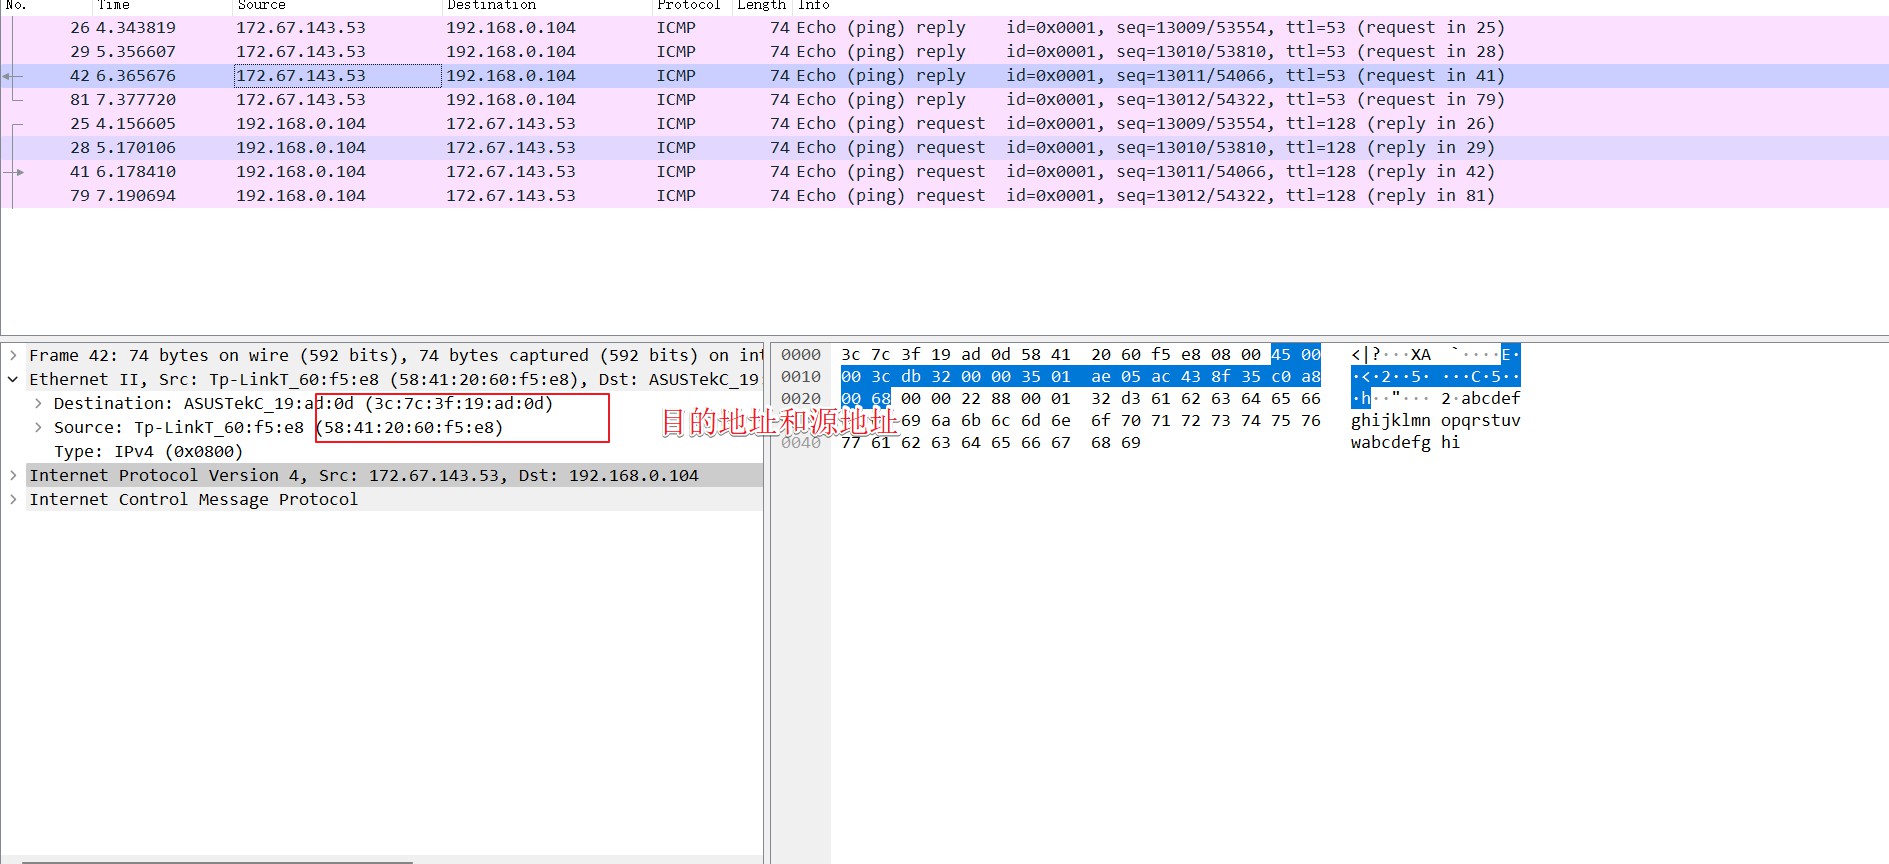 No. Time Source Destination Protocol Length Info
26 4.343819 172.67.143.53 192.168.0.104 ICMP 74 Echo (ping) reply id=0x0001, seq=13009/53554, ttl=53 (request in 25)
29 5.356607 172.67.143.53 192.168.0.104 ICMP 74 Echo (ping) reply id=0x0001, seq=13010/53810, ttl=53 (request in 28)
42 6.365676 172.67.143.53 192.168.0.104 ICMP 74 Echo (ping) reply id=0x0001, seq=13011/54066, ttl=53 (request in 41)
81 7.377720 172.67.143.53 192.168.0.104 ICMP 74 Echo (ping) reply id=0x0001, seq=13012/54322, ttl=53 (request in 79)
25 4.156605 192.168.0.104 172.67.143.53 ICMP 74 Echo (ping) request id=0x0001, seq=13009/53554, ttl=128 (reply in 26)
28 5.170106 192.168.0.104 172.67.143.53 ICMP 74 Echo (ping) request id=0x0001, seq=13010/53810, ttl=128 (reply in 29)
41 6.178410 192.168.0.104 172.67.143.53 ICMP 74 Echo (ping) request id=0x0001, seq=13011/54066, ttl=128 (reply in 42)
79 7.190694 192.168.0.104 172.67.143.53 ICMP 74 Echo (ping) request id=0x0001, seq=13012/54322, ttl=128 (reply in 81)
Frame 42: 74 bytes on wire (592 bits), 74 bytes captured (592 bits) on int
Ethernet II, Src: Tp-LinkT_60:f5:e8 (58:41:20:60:f5:e8), Dst: ASUSTekC_19:
Destination: ASUSTekC_19:ad:0d (3c:7c:3f:19:ad:0d)
Source: Tp-LinkT_60:f5:e8 (58:41:20:60:f5:e8)
Type: IPv4 (0x0800)
Internet Protocol Version 4, Src: 172.67.143.53, Dst: 192.168.0.104
Internet Control Message Protocol
目的地址和源地址
0000 3c 7c 3f 19 ad 0d 58 41 20 60 f5 e8 08 00 45 00 <|?···XA `····E·
0010 00 3c db 32 00 00 35 01 ae 05 ac 43 8f 35 c0 a8 ·<·2··5· ···C·5··
0020 00 68 00 00 22 88 00 01 32 d3 61 62 63 64 65 66 ·h··"··· 2·abcdef
69 6a 6b 6c 6d 6e 6f 70 71 72 73 74 75 76 ghijklmn opqrstuv
0040 77 61 62 63 64 65 66 67 68 69 wabcdefg hi